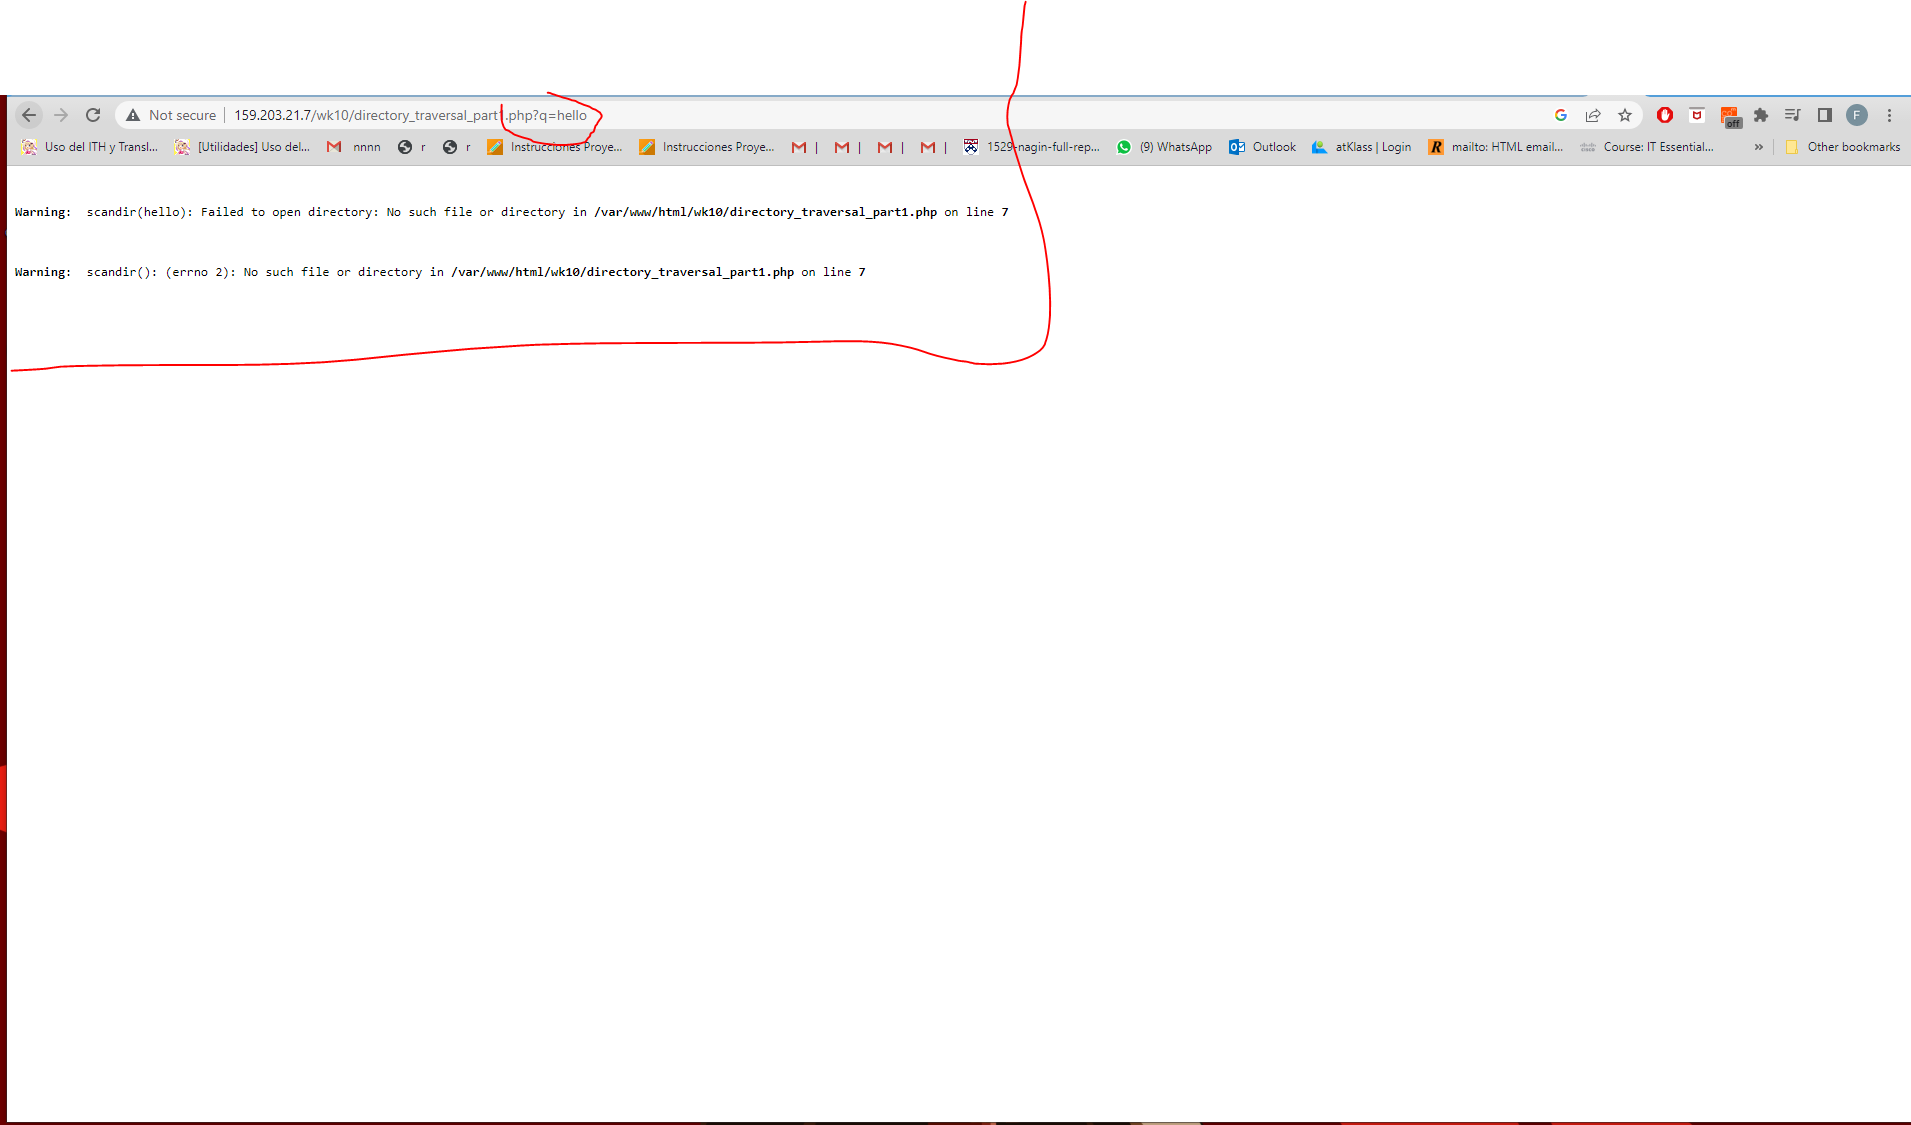 Not secure | 159.203.21.7/wk10/directory_traversal_part1.php?q=hello
off
F
Uso del ITH y Transl... [Utilidades] Uso del... nnnn r r Instrucciones Proye... Instrucciones Proye... | | | | 1529-nagin-full-rep... (9) WhatsApp Outlook atKlass | Login mailto: HTML email... Course: IT Essential... » Other bookmarks
Warning: scandir(hello): Failed to open directory: No such file or directory in /var/www/html/wk10/directory_traversal_part1.php on line 7
Warning: scandir(): (errno 2): No such file or directory in /var/www/html/wk10/directory_traversal_part1.php on line 7